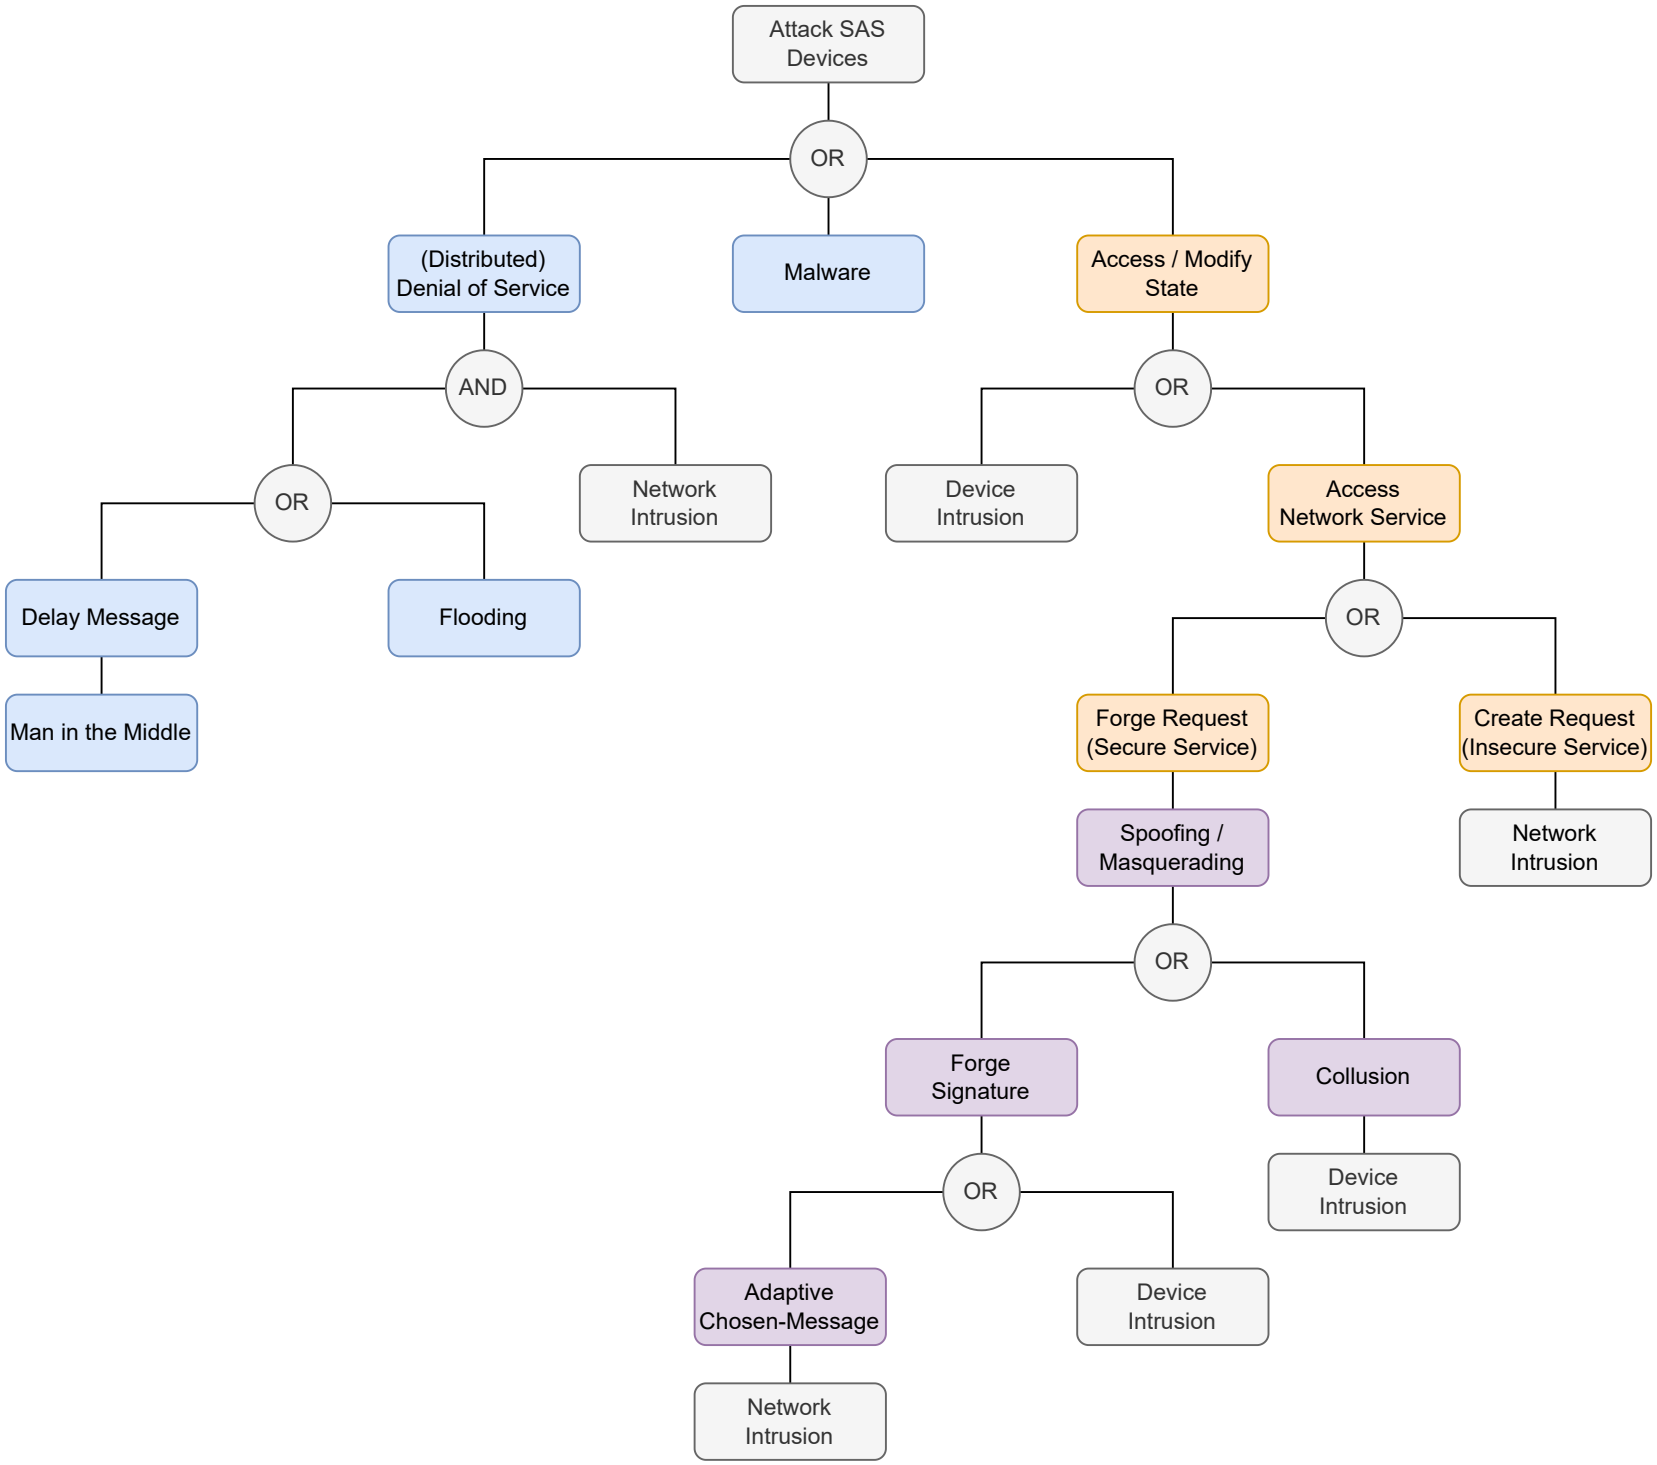 Attack SAS
Devices
OR
(Distributed)
Denial of Service
Malware
Access / Modify
State
AND
OR
OR
Network
Intrusion
Device
Intrusion
Access
Network Service
Delay Message
Flooding
OR
Man in the Middle
Forge Request
(Secure Service)
Create Request
(Insecure Service)
Spoofing /
Masquerading
Network
Intrusion
OR
Forge
Signature
Collusion
OR
Device
Intrusion
Adaptive
Chosen-Message
Device
Intrusion
Network
Intrusion